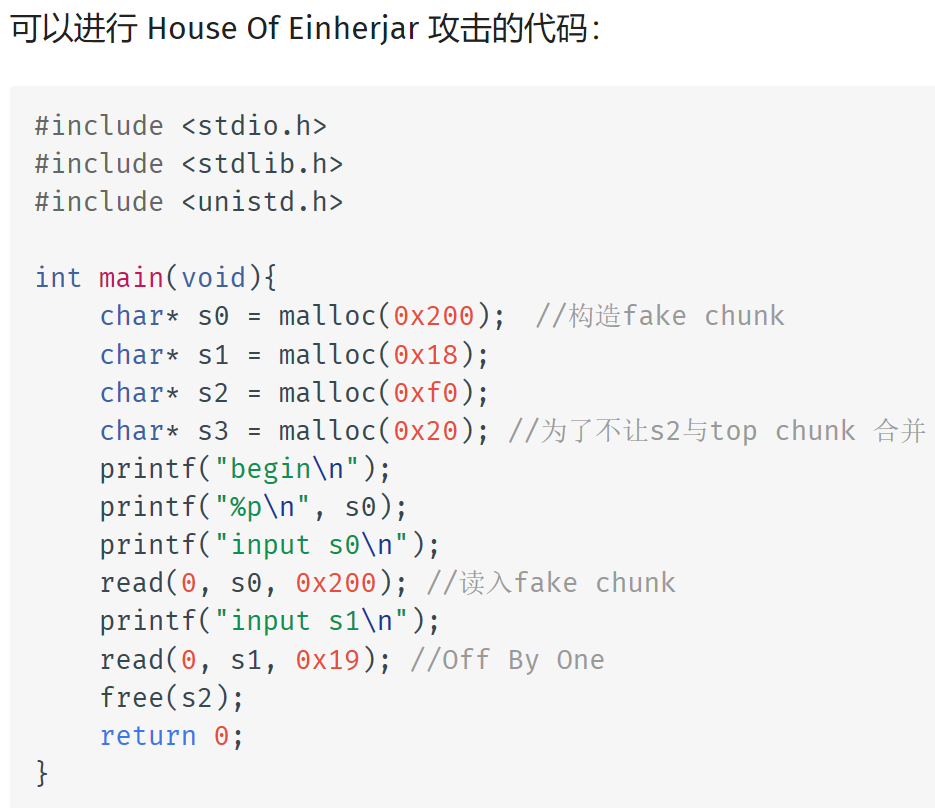 可以进行 House Of Einherjar 攻击的代码：
#include <stdio.h>
#include <stdlib.h>
#include <unistd.h>
int main(void){
    char* s0 = malloc(0x200);  //构造fake chunk
    char* s1 = malloc(0x18);
    char* s2 = malloc(0xf0);
    char* s3 = malloc(0x20); //为了不让s2与top chunk 合并
    printf("begin\n");
    printf("%p\n", s0);
    printf("input s0\n");
    read(0, s0, 0x200); //读入fake chunk
    printf("input s1\n");
    read(0, s1, 0x19); //Off By One
    free(s2);
    return 0;
}